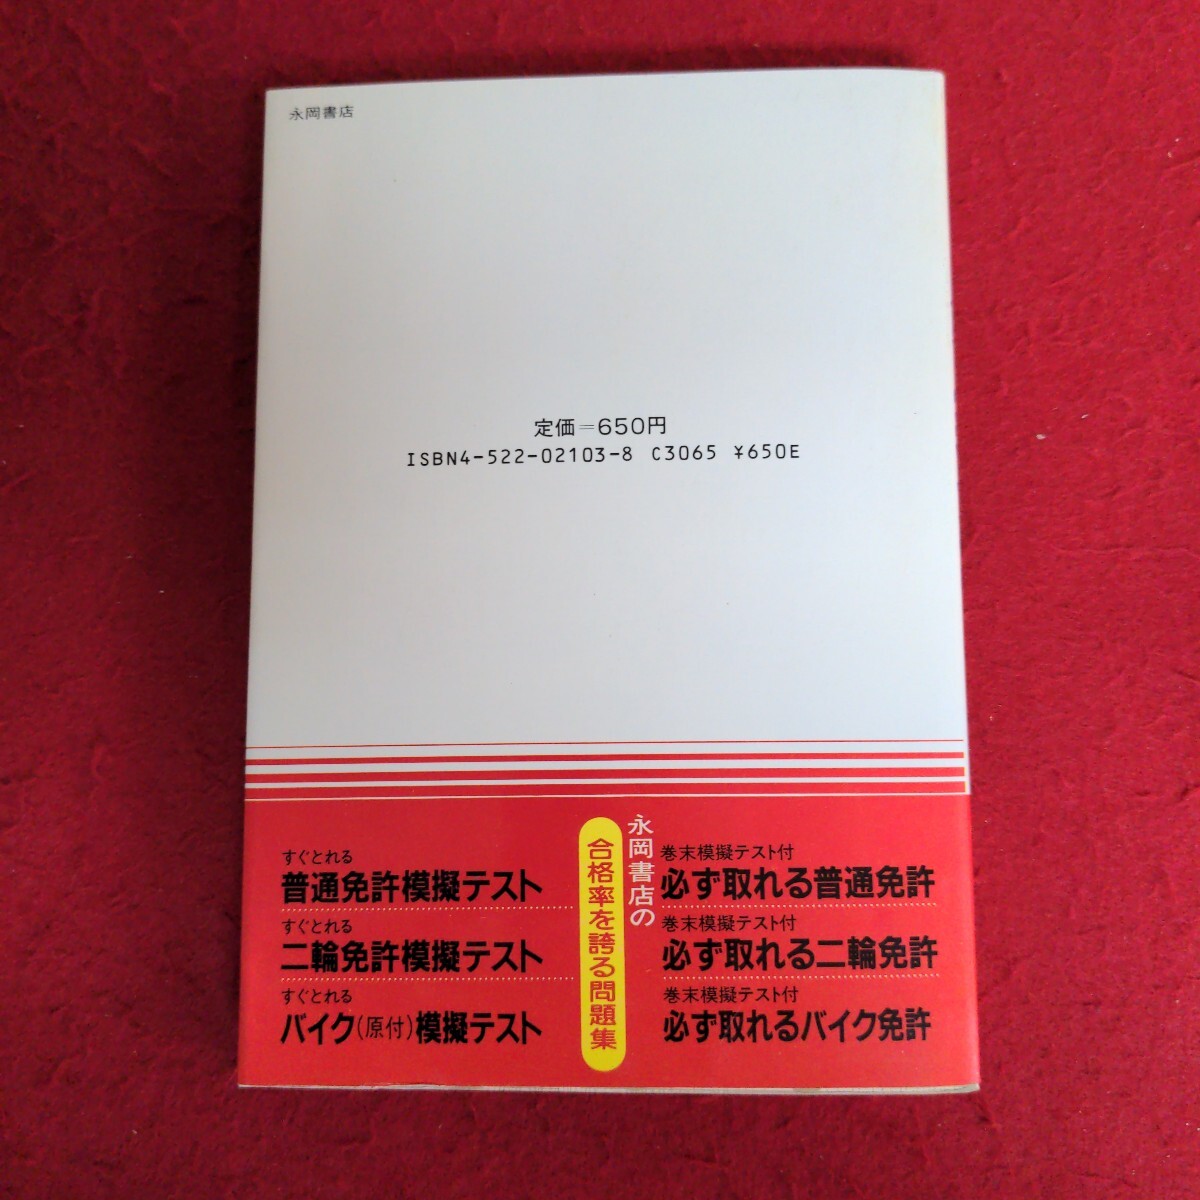 永岡書店
定価=650円
ISBN4-522-02103-8 C3065 ¥650E
永岡書店の
合格率を誇る問題集
巻末模擬テスト付
必ず取れる普通免許
巻末模擬テスト付
必ず取れる二輪免許
巻末模擬テスト付
必ず取れるバイク免許
すぐとれる
普通免許模擬テスト
すぐとれる
二輪免許模擬テスト
すぐとれる
バイク(原付)模擬テスト